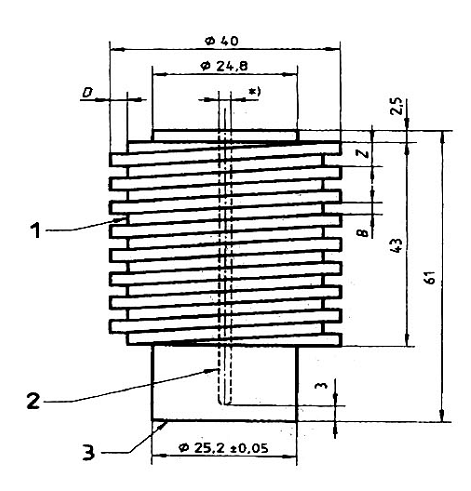 ø 40
ø 24,8
D
*)
2,5
Z
1
B
43
61
2
3
3
ø 25,2 ±0,05